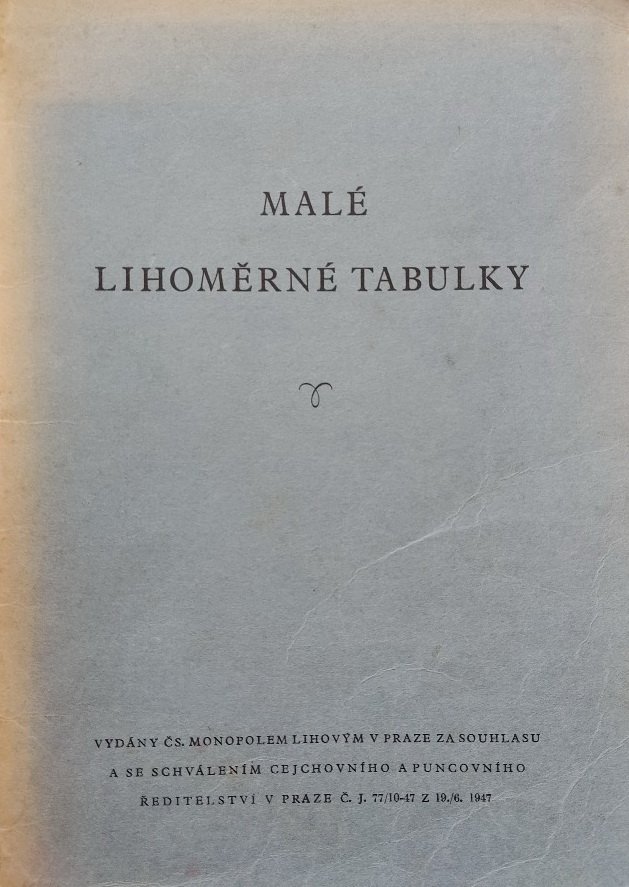 MALÉ
LIHOMĚRNÉ TABULKY
VYDÁNY ČS. MONOPOLEM LIHOVÝM V PRAZE ZA SOUHLASU
A SE SCHVÁLENÍM CEJCHOVNÍHO A PUNCOVNÍHO
ŘEDITELSTVÍ V PRAZE Č. J. 77/10-47 Z 19./6. 1947